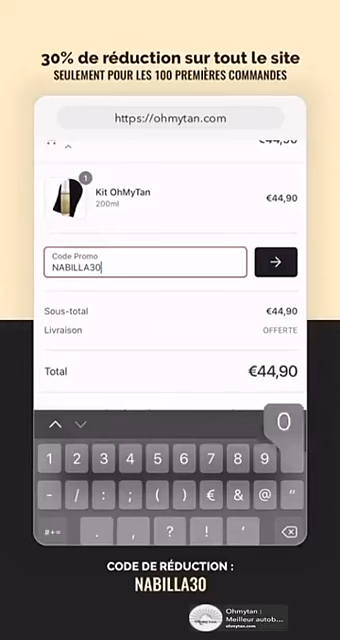 30% de réduction sur tout le site
SEULEMENT POUR LES 100 PREMIÈRES COMMANDES
https://ohmytan.com
€44,90
1
Kit OhMyTan
200ml
€44,90
Code Promo
NABILLA30
Sous-total
€44,90
Livraison
OFFERTE
Total
€44,90
0
1 2 3 4 5 6 7 8 9
- / : ; ( ) € & @ "
#+= . , ? ! '
CODE DE RÉDUCTION :
NABILLA30
Ohmytan :
Meilleur autob...
ohmytan.com